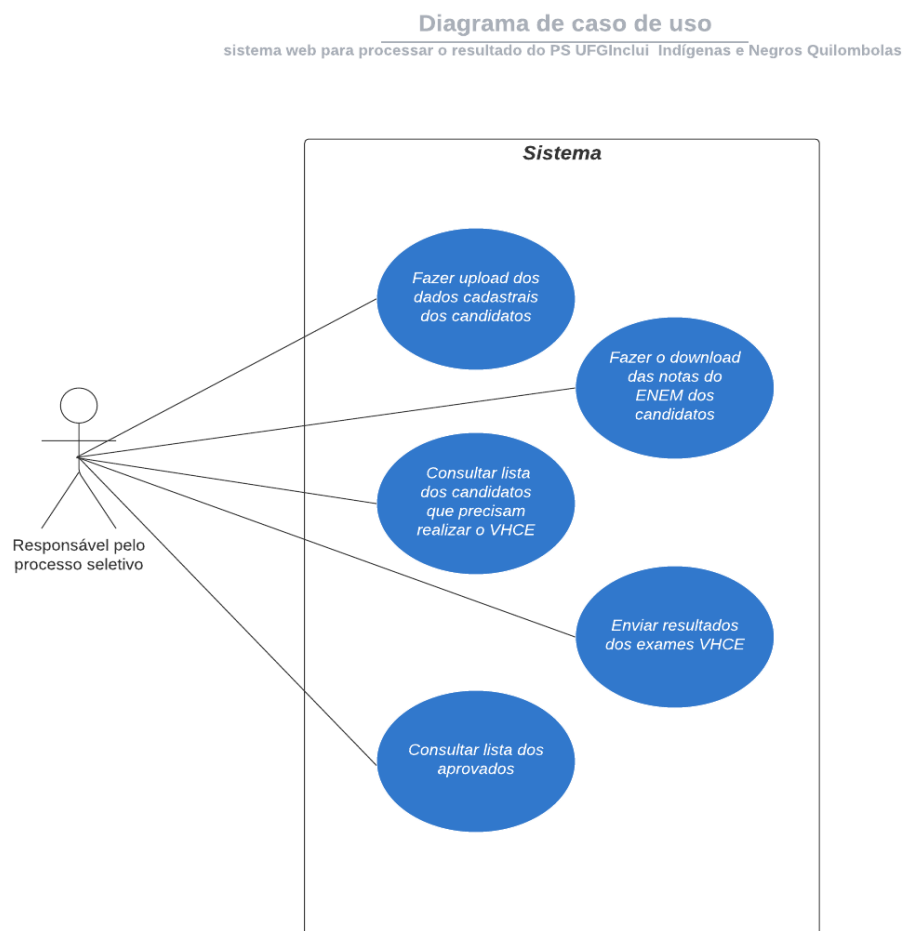 Diagrama de caso de uso
sistema web para processar o resultado do PS UFGInclui Indígenas e Negros Quilombolas
Sistema
Fazer upload dos
dados cadastrais
dos candidatos
Fazer o download
das notas do
ENEM dos
candidatos
Consultar lista
dos candidatos
que precisam
realizar o VHCE
Responsável pelo
processo seletivo
Enviar resultados
dos exames VHCE
Consultar lista dos
aprovados